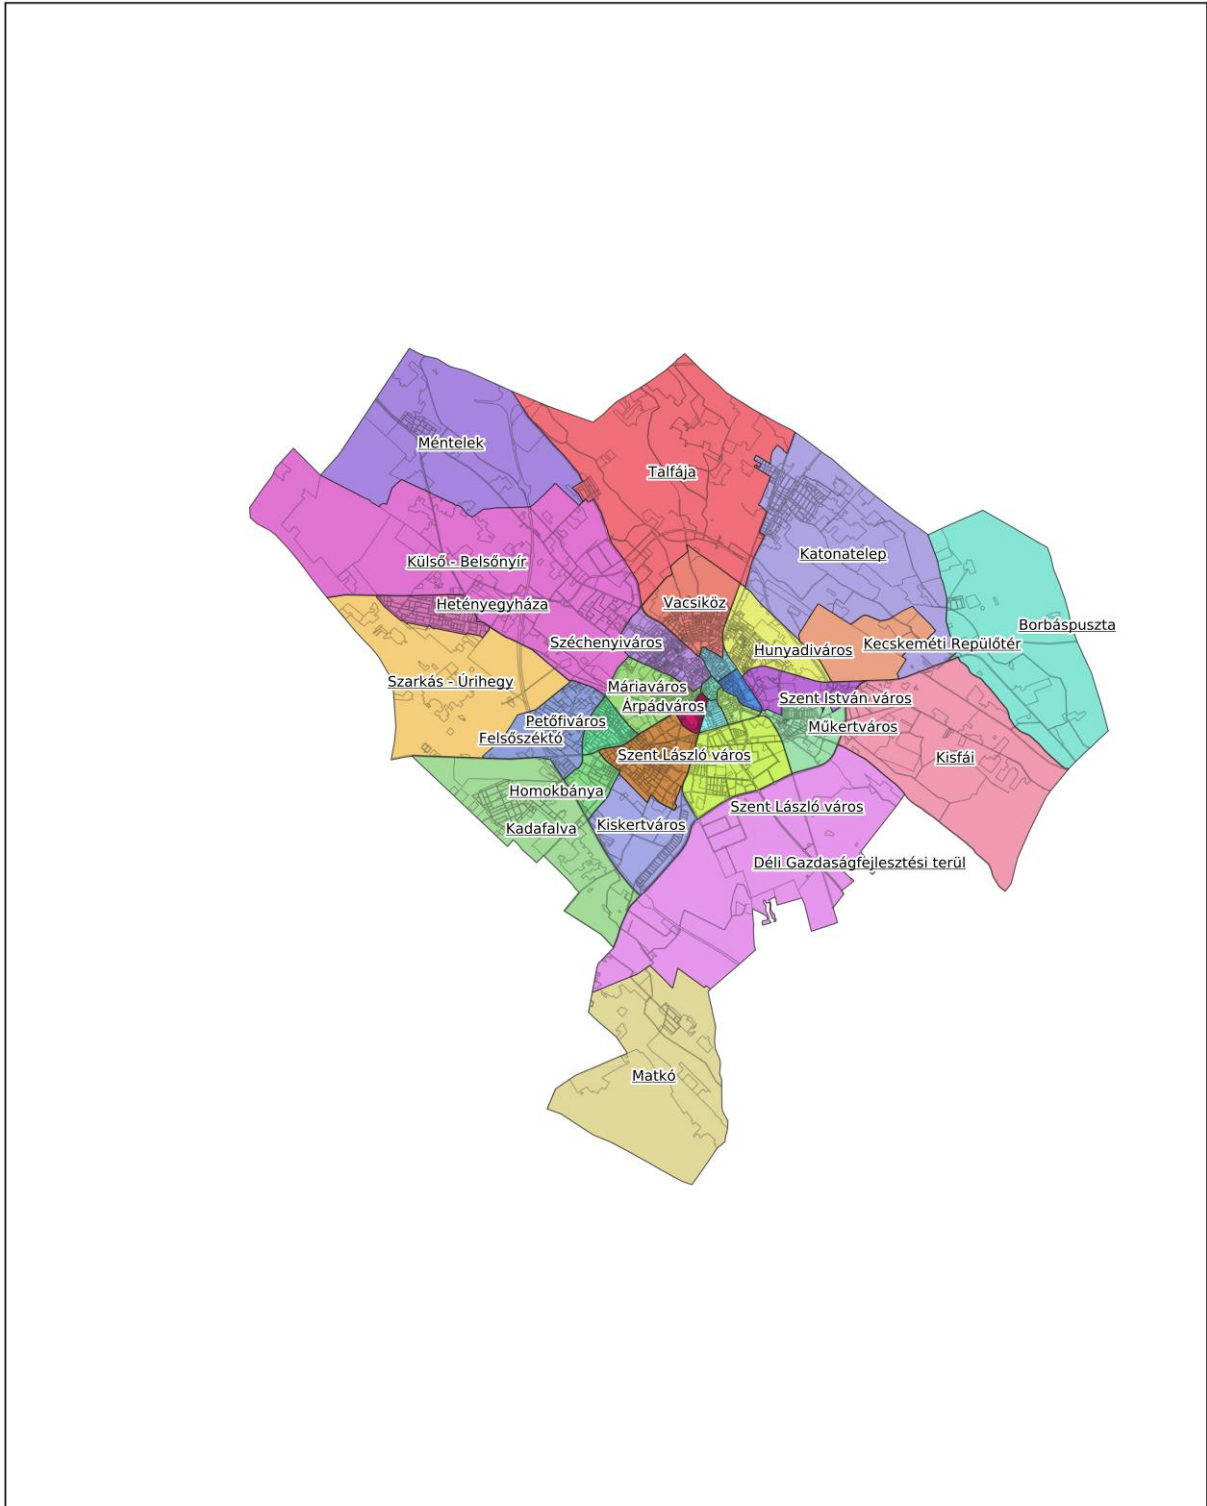 Méntelek
Talfája
Katonatelep
Külső - Belsőnyír
Hetényegyháza
Vacsiköz
Borbáspuszta
Széchenyiváros
Hunyadiváros
Kecskeméti Repülőtér
Szarkás - Úrihegy
Máriaváros
Szent István város
Árpádváros
Petőfiváros
Műkertváros
Felsőszéktó
Szent László város
Kisfái
Homokbánya
Szent László város
Kiskertváros
Kadafalva
Déli Gazdaságfejlesztési terül
Matkó